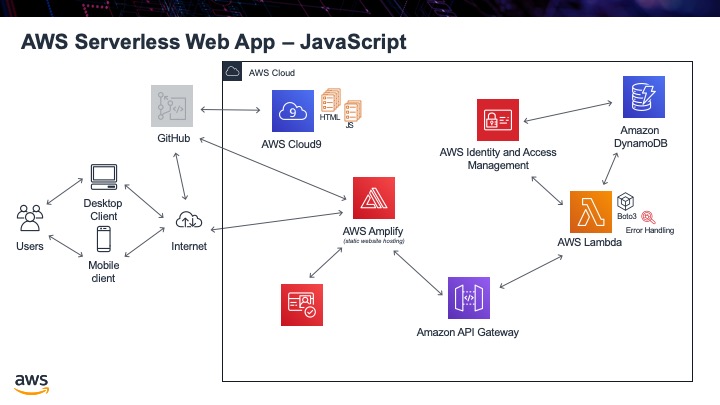 AWS Serverless Web App – JavaScript
AWS Cloud
GitHub
9
AWS Cloud9
HTML
JS
AWS Identity and Access
Management
Amazon
DynamoDB
Users
Desktop
Client
Mobile
client
Internet
AWS Amplify
(static website hosting)
AWS Lambda
Boto3
Error Handling
Amazon API Gateway
aws